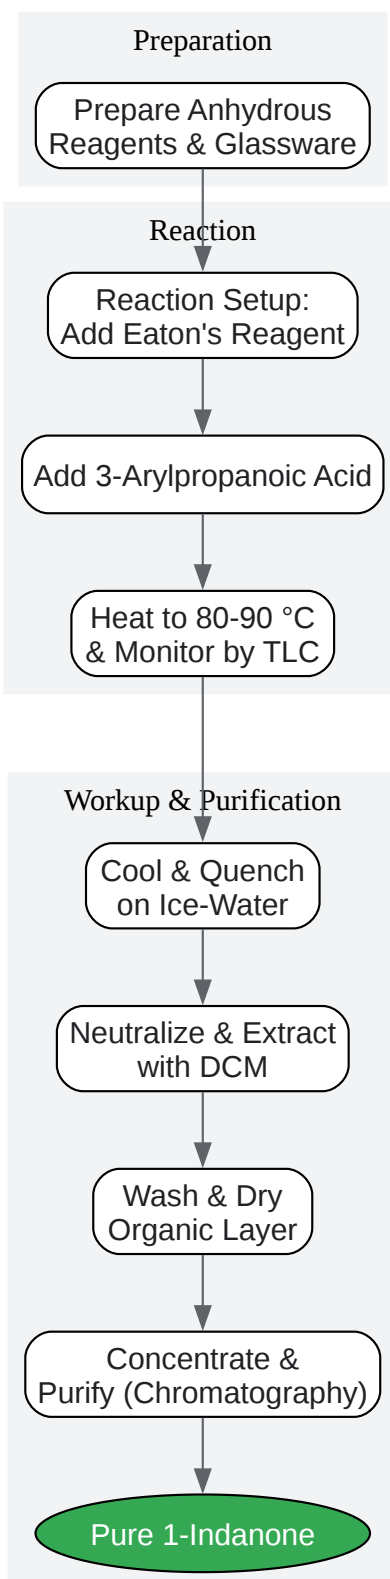 Preparation
Prepare Anhydrous
Reagents & Glassware
Reaction
Reaction Setup:
Add Eaton's Reagent
Add 3-Arylpropanoic Acid
Heat to 80-90 °C
& Monitor by TLC
Workup & Purification
Cool & Quench
on Ice-Water
Neutralize & Extract
with DCM
Wash & Dry
Organic Layer
Concentrate &
Purify (Chromatography)
Pure 1-Indanone